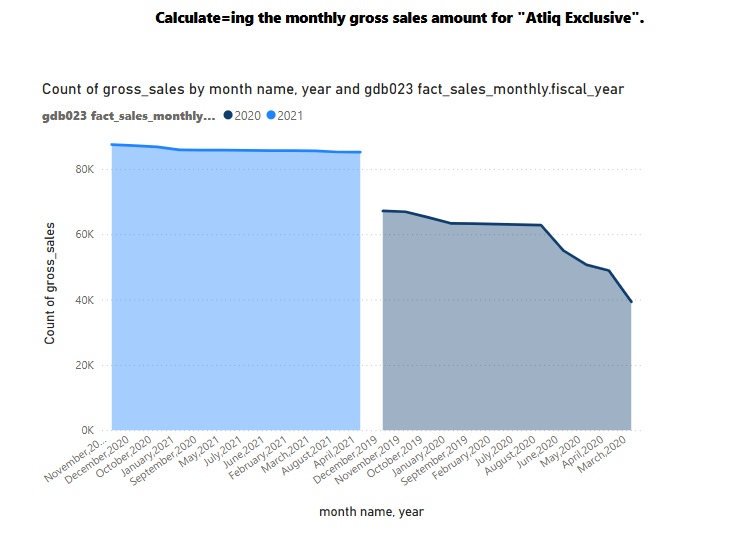 Calculate=ing the monthly gross sales amount for "Atliq Exclusive".
Count of gross_sales by month name, year and gdb023 fact_sales_monthly.fiscal_year
gdb023 fact_sales_monthly... 2020 2021
Count of gross_sales
80K
60K
40K
20K
0K
November,20...
December,2020
October,2020
January,2021
September,2020
May,2021
July,2021
June,2021
February,2021
March,2021
August,2021
April,2021
December,2019
November,2019
October,2019
January,2020
September,2019
February,2020
July,2020
August,2020
June,2020
May,2020
April,2020
March,2020
month name, year